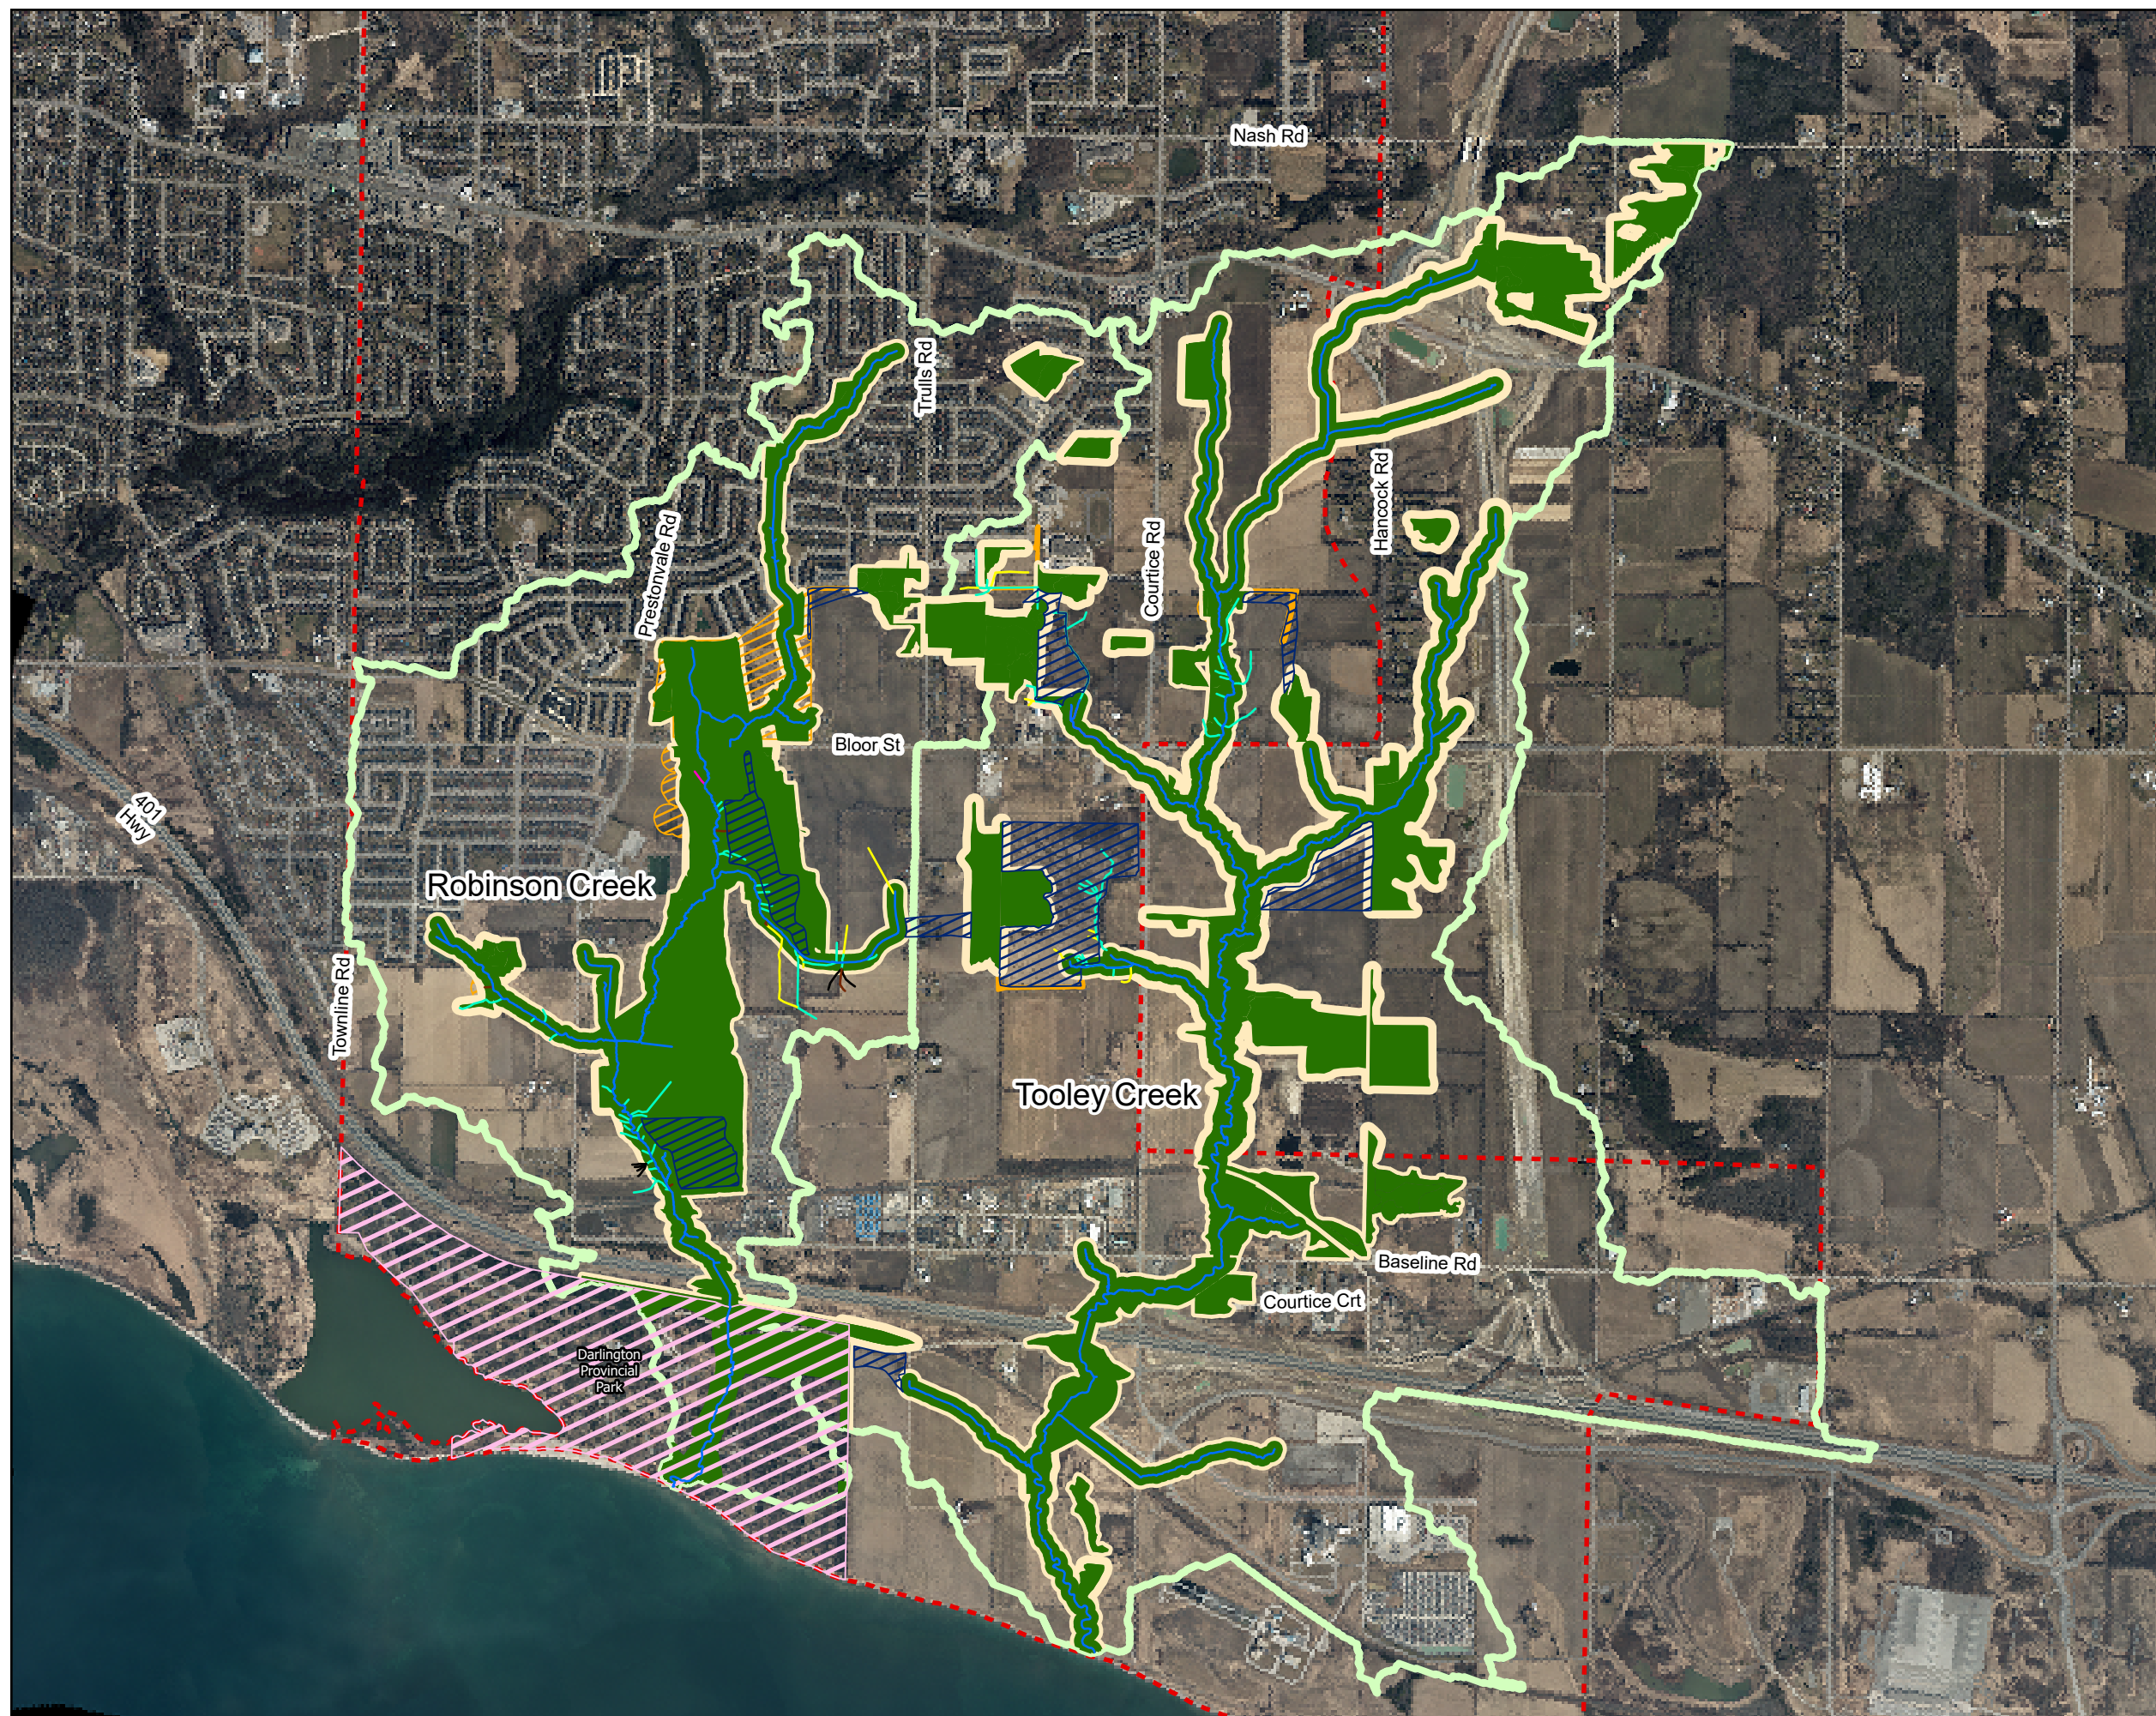 Nash Rd
Trulls Rd
Hancock Rd
Prestonvale Rd
Courtice Rd
Bloor St
401
Hwy
Robinson Creek
Townline Rd
Tooley Creek
Baseline Rd
Courtice Crt
Darlington
Provincial
Park